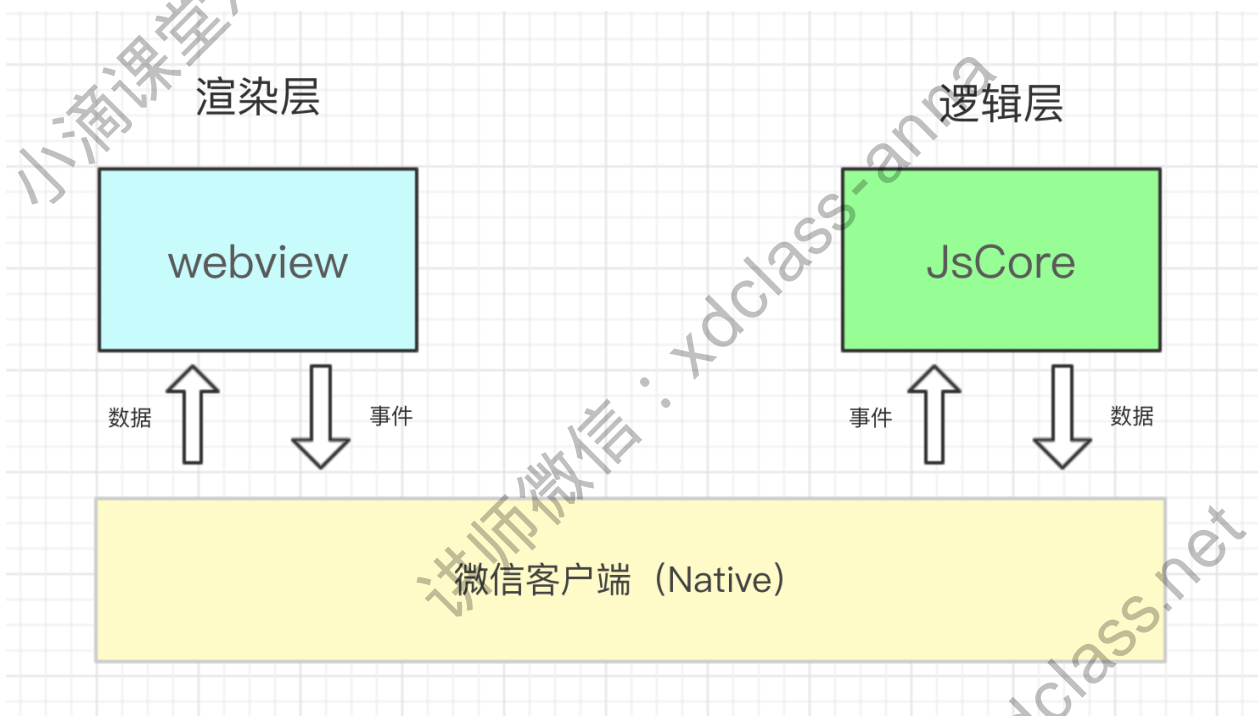 小滴课堂
渲染层
逻辑层
webview
JsCore
数据
事件
事件
数据
讲师微信：xdclass-anna
微信客户端（Native）
dclass.net